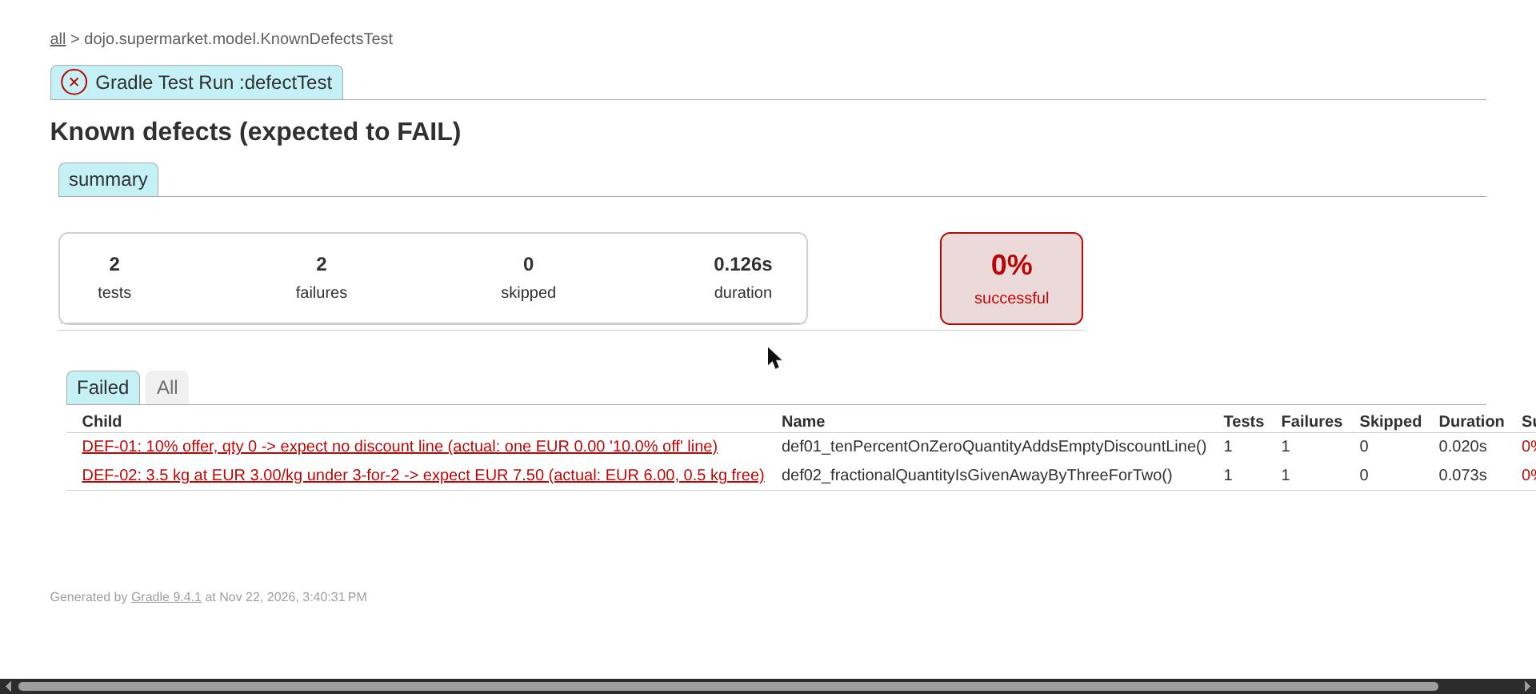 all > dojo.supermarket.model.KnownDefectsTest
Gradle Test Run :defectTest
Known defects (expected to FAIL)
summary
2 2 0 0.126s 0%
tests failures skipped duration successful
Failed All
Child Name Tests Failures Skipped Duration
DEF-01: 10% offer, qty 0 -> expect no discount line (actual: one EUR 0.00 '10.0% off' line) def01_tenPercentOnZeroQuantityAddsEmptyDiscountLine() 1 1 0 0.020s 0%
DEF-02: 3.5 kg at EUR 3.00/kg under 3-for-2 -> expect EUR 7.50 (actual: EUR 6.00, 0.5 kg free) def02_fractionalQuantityIsGivenAwayByThreeForTwo() 1 1 0 0.073s 0%
Generated by Gradle 9.4.1 at Nov 22, 2026, 3:40:31 PM